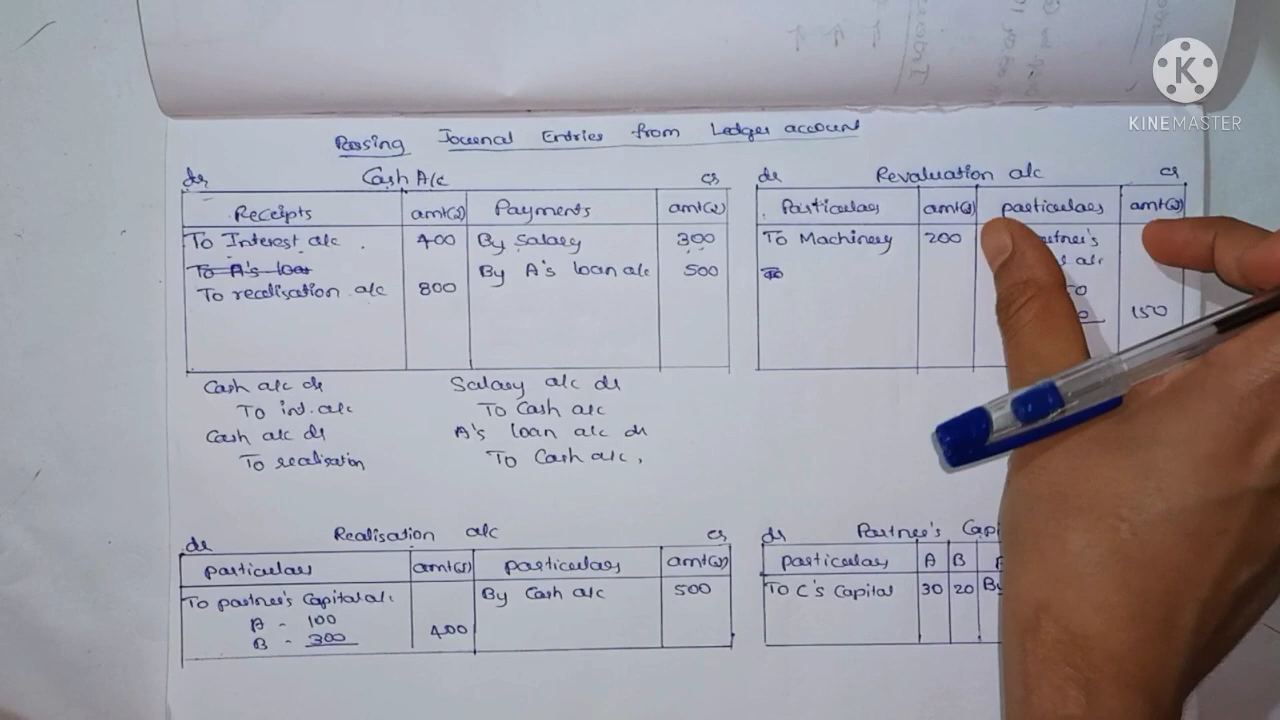 Passing Journal Entries from Ledger account
dr Cash A/c cr
Receipts amt(₹) Payments amt(₹)
To Interest a/c . 400 By Salary 300
To A's loan By A's loan a/c 500
To realisation a/c 800
Cash a/c dr Salary a/c dr
To int. a/c To Cash a/c
Cash a/c dr A's loan a/c dr
To realisation To Cash a/c,
dr Revaluation a/c cr
Particulars amt(₹) particulars amt(₹)
To Machinery 200
To
150
dr Realisation a/c cr
particulars amt(₹) particulars amt(₹)
To partner's Capital a/c By Cash a/c 500
A - 100
B - 300 400
dr Partner's Capi
particulars A B
To C's Capital 30 20 By
K
KINEMASTER